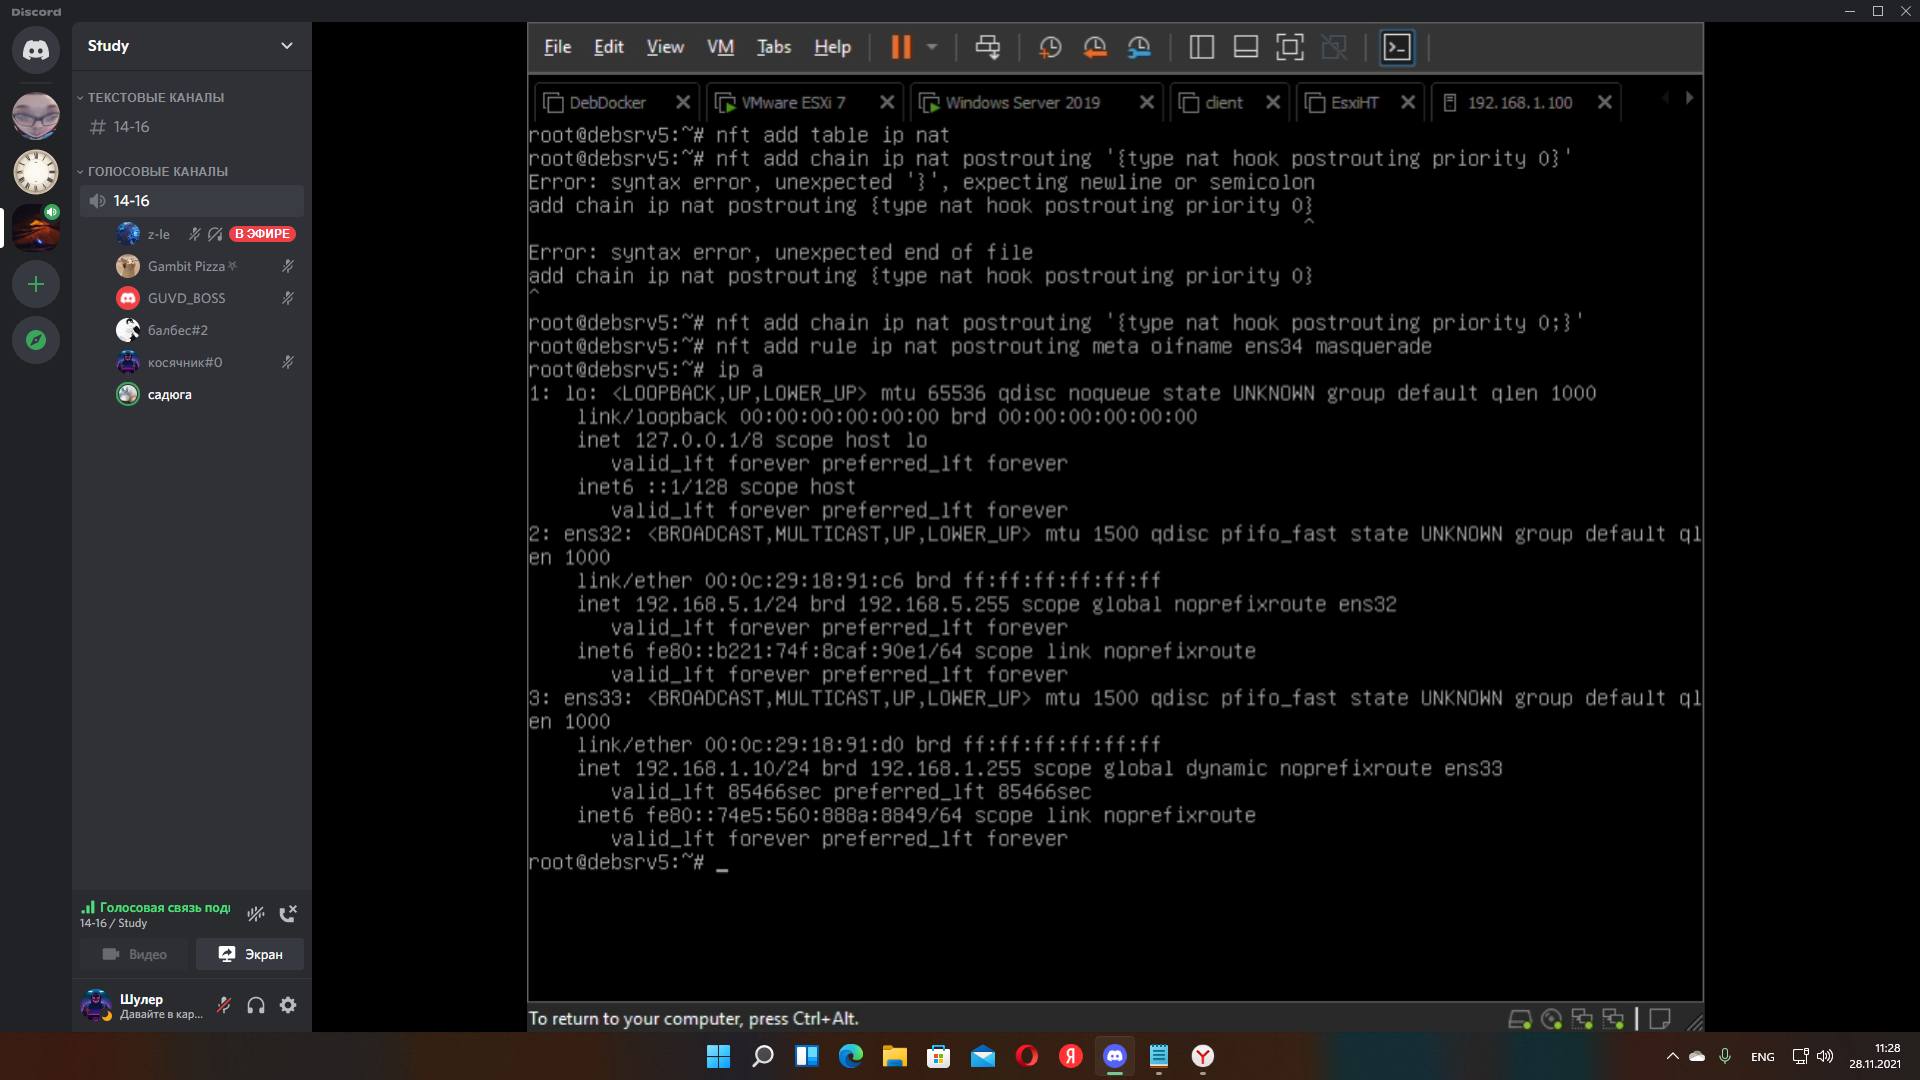 Discord
Study
ТЕКСТОВЫЕ КАНАЛЫ
# 14-16
ГОЛОСОВЫЕ КАНАЛЫ
14-16
z-le В ЭФИРЕ
Gambit Pizza
GUVD_BOSS
балбес#2
косячник#0
садюга
Голосовая связь
14-16 / Study
Видео
Экран
Шулер
Давайте в кар...
File Edit View VM Tabs Help
DebDocker VMware ESXi 7 Windows Server 2019 client EsxiHT 192.168.1.100
root@debsrv5:~# nft add table ip nat
root@debsrv5:~# nft add chain ip nat postrouting '{type nat hook postrouting priority 0}'
Error: syntax error, unexpected '}', expecting newline or semicolon
add chain ip nat postrouting {type nat hook postrouting priority 0}
^
Error: syntax error, unexpected end of file
add chain ip nat postrouting {type nat hook postrouting priority 0}
^
root@debsrv5:~# nft add chain ip nat postrouting '{type nat hook postrouting priority 0;}'
root@debsrv5:~# nft add rule ip nat postrouting meta oifname ens34 masquerade
root@debsrv5:~# ip a
1: lo: <LOOPBACK,UP,LOWER_UP> mtu 65536 qdisc noqueue state UNKNOWN group default qlen 1000
link/loopback 00:00:00:00:00:00 brd 00:00:00:00:00:00
inet 127.0.0.1/8 scope host lo
valid_lft forever preferred_lft forever
inet6 ::1/128 scope host
valid_lft forever preferred_lft forever
2: ens32: <BROADCAST,MULTICAST,UP,LOWER_UP> mtu 1500 qdisc pfifo_fast state UNKNOWN group default ql
en 1000
link/ether 00:0c:29:18:91:c6 brd ff:ff:ff:ff:ff:ff
inet 192.168.5.1/24 brd 192.168.5.255 scope global noprefixroute ens32
valid_lft forever preferred_lft forever
inet6 fe80::b221:74f:8caf:90e1/64 scope link noprefixroute
valid_lft forever preferred_lft forever
3: ens33: <BROADCAST,MULTICAST,UP,LOWER_UP> mtu 1500 qdisc pfifo_fast state UNKNOWN group default ql
en 1000
link/ether 00:0c:29:18:91:d0 brd ff:ff:ff:ff:ff:ff
inet 192.168.1.10/24 brd 192.168.1.255 scope global dynamic noprefixroute ens33
valid_lft 85466sec preferred_lft 85466sec
inet6 fe80::74e5:560:888a:8849/64 scope link noprefixroute
valid_lft forever preferred_lft forever
root@debsrv5:~# _
To return to your computer, press Ctrl+Alt.
ENG
11:28
28.11.2021